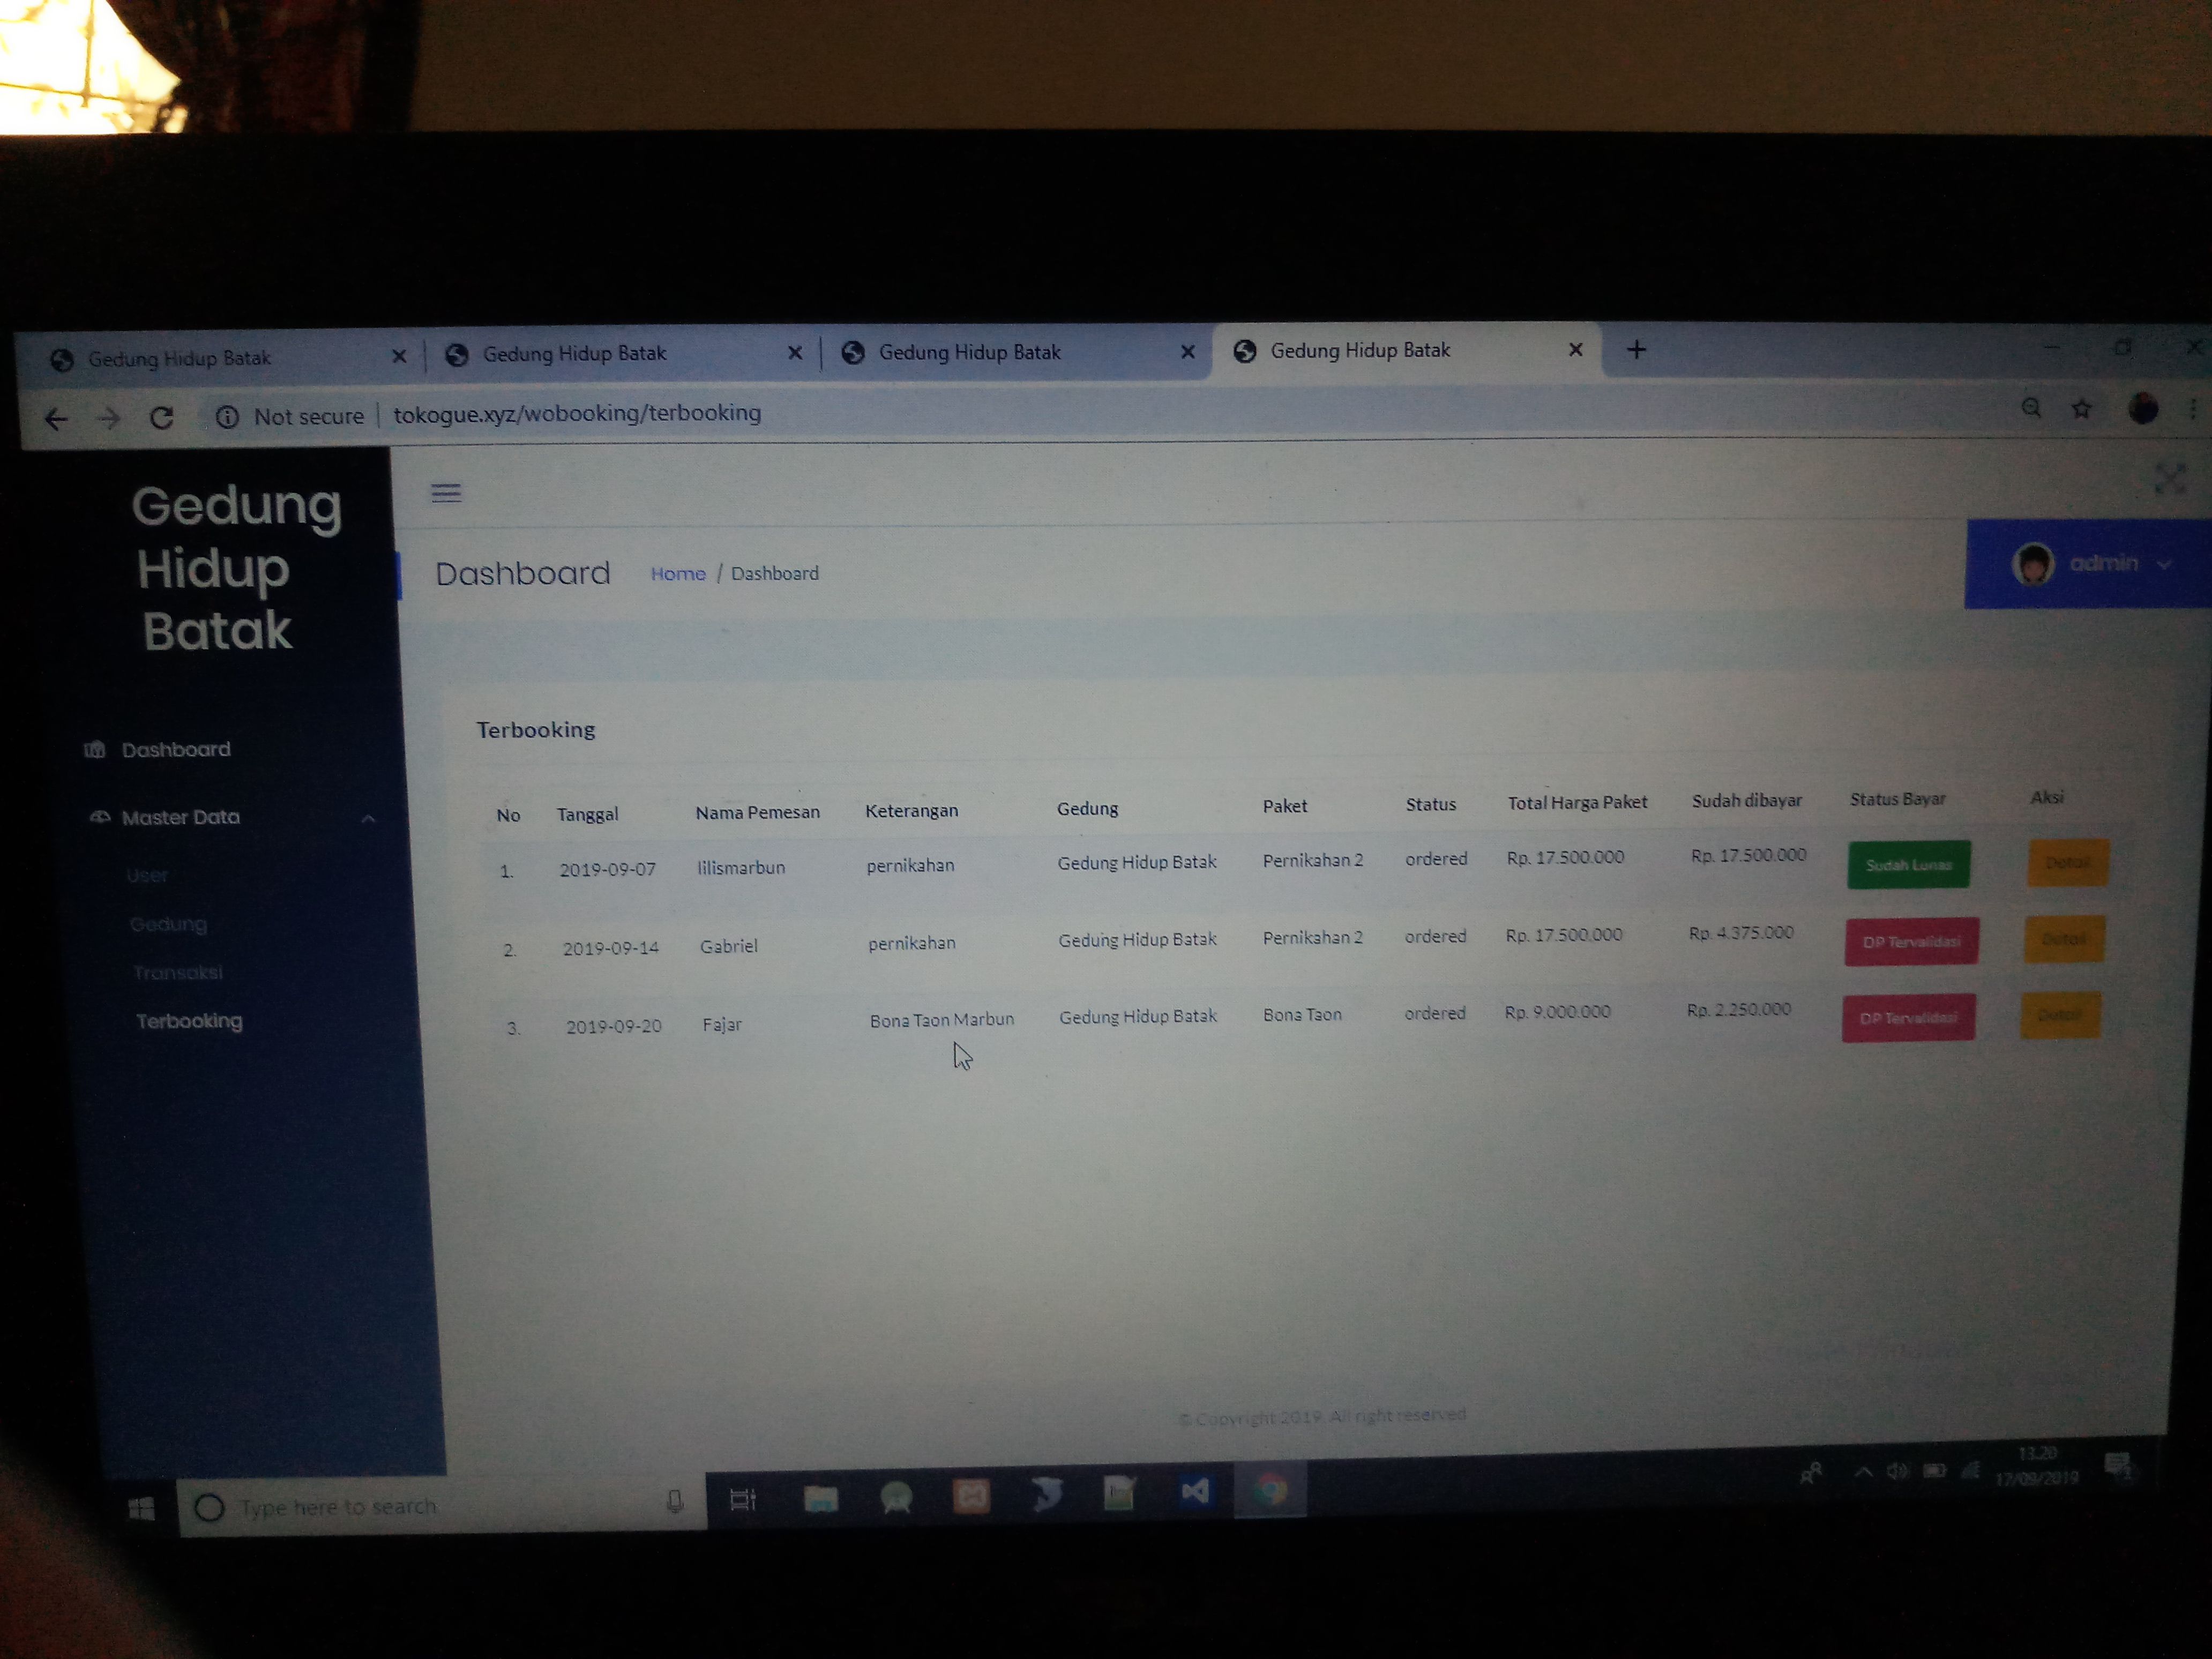 Gedung Hidup Batak
Gedung Hidup Batak
Gedung Hidup Batak
Gedung Hidup Batak
Not secure | tokogue.xyz/wobooking/terbooking
Gedung
Hidup
Batak
Dashboard
Master Data
User
Gedung
Transaksi
Terbooking
Dashboard Home / Dashboard
admin
Terbooking
No Tanggal Nama Pemesan Keterangan Gedung Paket Status Total Harga Paket Sudah dibayar Status Bayar Aksi
1. 2019-09-07 lilismarbun pernikahan Gedung Hidup Batak Pernikahan 2 ordered Rp. 17.500.000 Rp. 17.500.000 Sudah Lunas Detail
2. 2019-09-14 Gabriel pernikahan Gedung Hidup Batak Pernikahan 2 ordered Rp. 17.500.000 Rp. 4.375.000 DP Tervalidasi Detail
3. 2019-09-20 Fajar Bona Taon Marbun Gedung Hidup Batak Bona Taon ordered Rp. 9.000.000 Rp. 2.250.000 DP Tervalidasi Detail
© Copyright 2019. All right reserved
Type here to search
13.20
17/09/2019